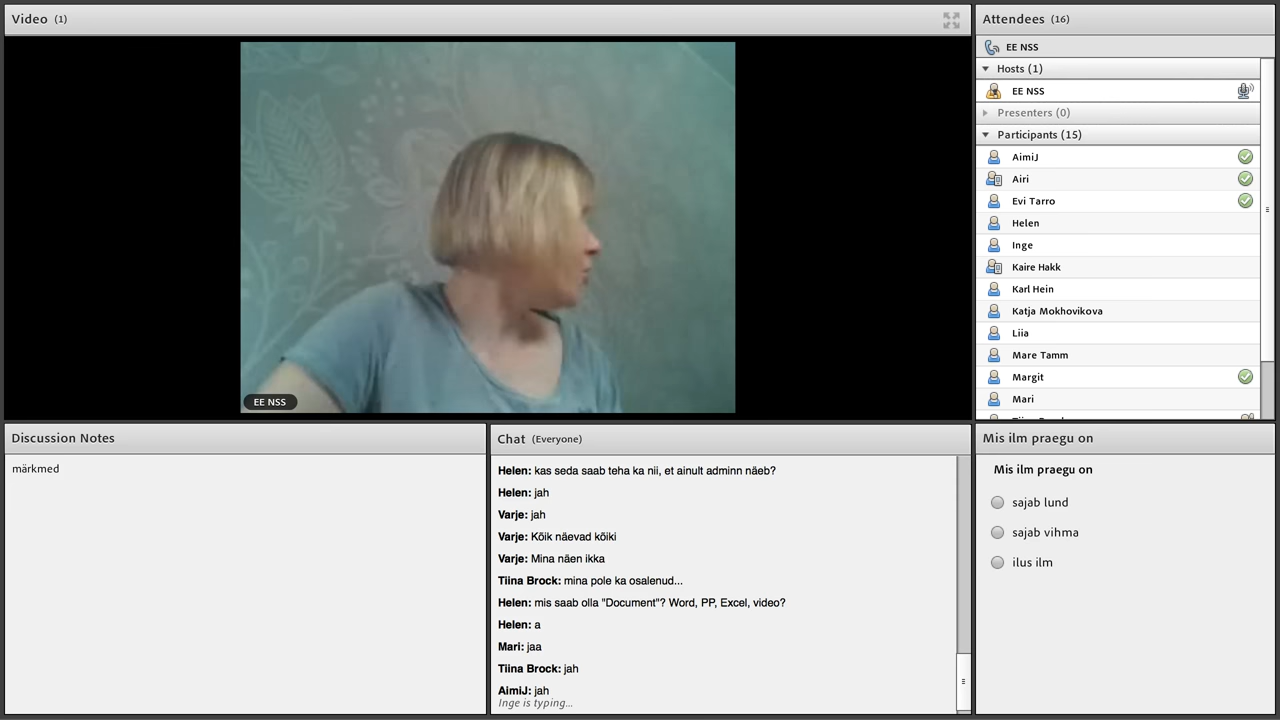 Video (1)
EE NSS
Attendees (16)
EE NSS
Hosts (1)
EE NSS
Presenters (0)
Participants (15)
AimiJ
Airi
Evi Tarro
Helen
Inge
Kaire Hakk
Karl Hein
Katja Mokhovikova
Liia
Mare Tamm
Margit
Mari
Discussion Notes
märkmed
Chat (Everyone)
Helen: kas seda saab teha ka nii, et ainult adminn näeb?
Helen: jah
Varje: jah
Varje: Kõik näevad kõiki
Varje: Mina näen ikka
Tiina Brock: mina pole ka osalenud...
Helen: mis saab olla "Document"? Word, PP, Excel, video?
Helen: a
Mari: jaa
Tiina Brock: jah
AimiJ: jah
Inge is typing...
Mis ilm praegu on
Mis ilm praegu on
sajab lund
sajab vihma
ilus ilm